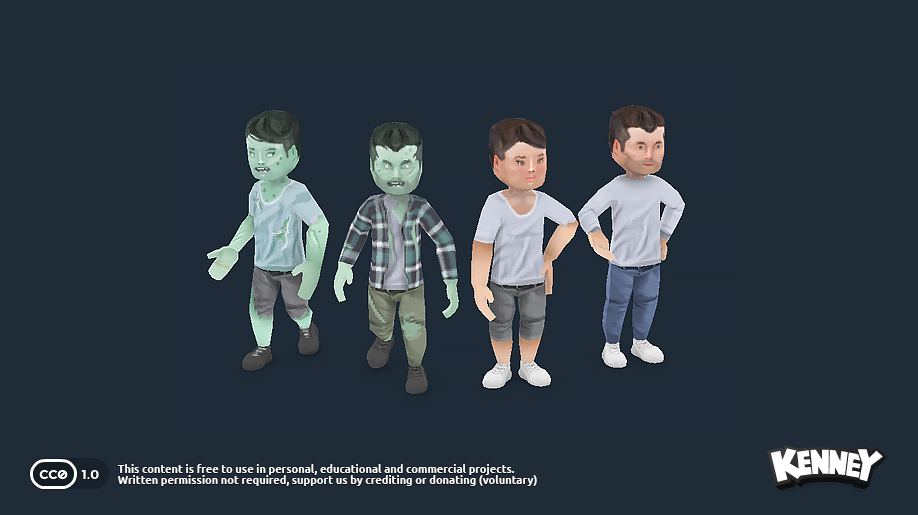 CC0 1.0
This content is free to use in personal, educational and commercial projects.
Written permission not required, support us by crediting or donating (voluntary)
KENNEY